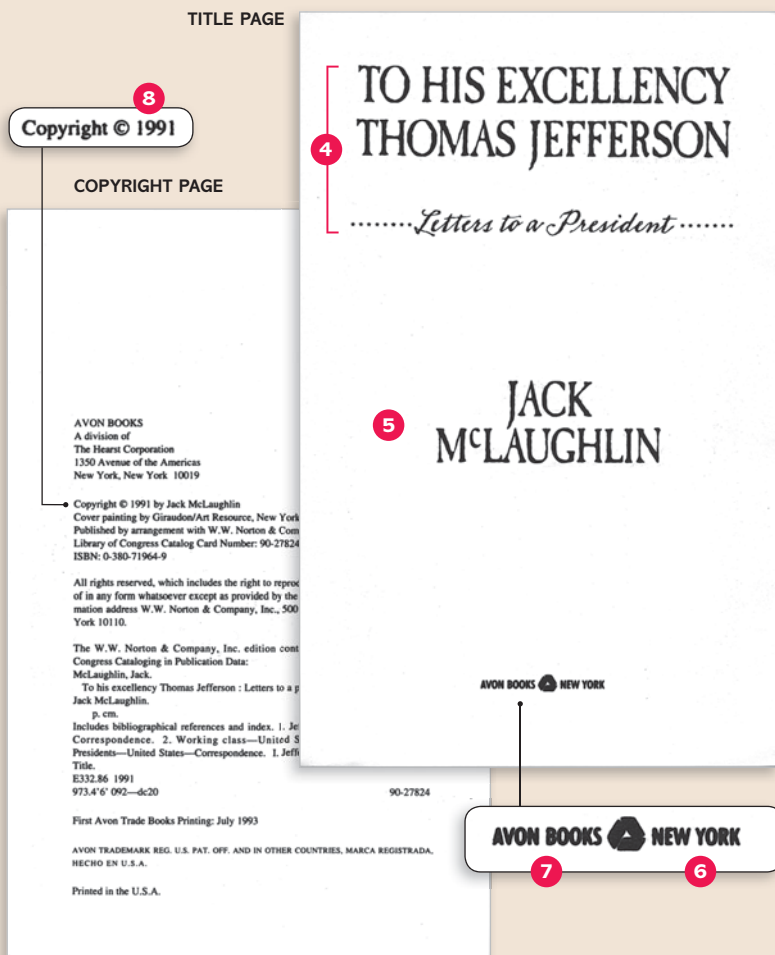 TITLE PAGE
TO HIS EXCELLENCY
THOMAS JEFFERSON
4
........Letters to a President.......
5
JACK
McLAUGHLIN
AVON BOOKS NEW YORK
AVON BOOKS NEW YORK
7
6
8
Copyright © 1991
COPYRIGHT PAGE
AVON BOOKS
A division of
The Hearst Corporation
1350 Avenue of the Americas
New York, New York 10019
Copyright © 1991 by Jack McLaughlin
Cover painting by Giraudon/Art Resource, New York
Published by arrangement with W.W. Norton & Com
Library of Congress Catalog Card Number: 90-27824
ISBN: 0-380-71964-9
All rights reserved, which includes the right to reproc
of in any form whatsoever except as provided by the
mation address W.W. Norton & Company, Inc., 500
York 10110.
The W.W. Norton & Company, Inc. edition cont
Congress Cataloging in Publication Data:
McLaughlin, Jack.
To his excellency Thomas Jefferson : Letters to a p
Jack McLaughlin.
p. cm.
Includes bibliographical references and index. 1. Je
Correspondence. 2. Working class—United S
Presidents—United States—Correspondence. I. Jeff
Title.
E332.86 1991
973.4'6' 092—dc20 90-27824
First Avon Trade Books Printing: July 1993
AVON TRADEMARK REG. U.S. PAT. OFF. AND IN OTHER COUNTRIES, MARCA REGISTRADA,
HECHO EN U.S.A.
Printed in the U.S.A.